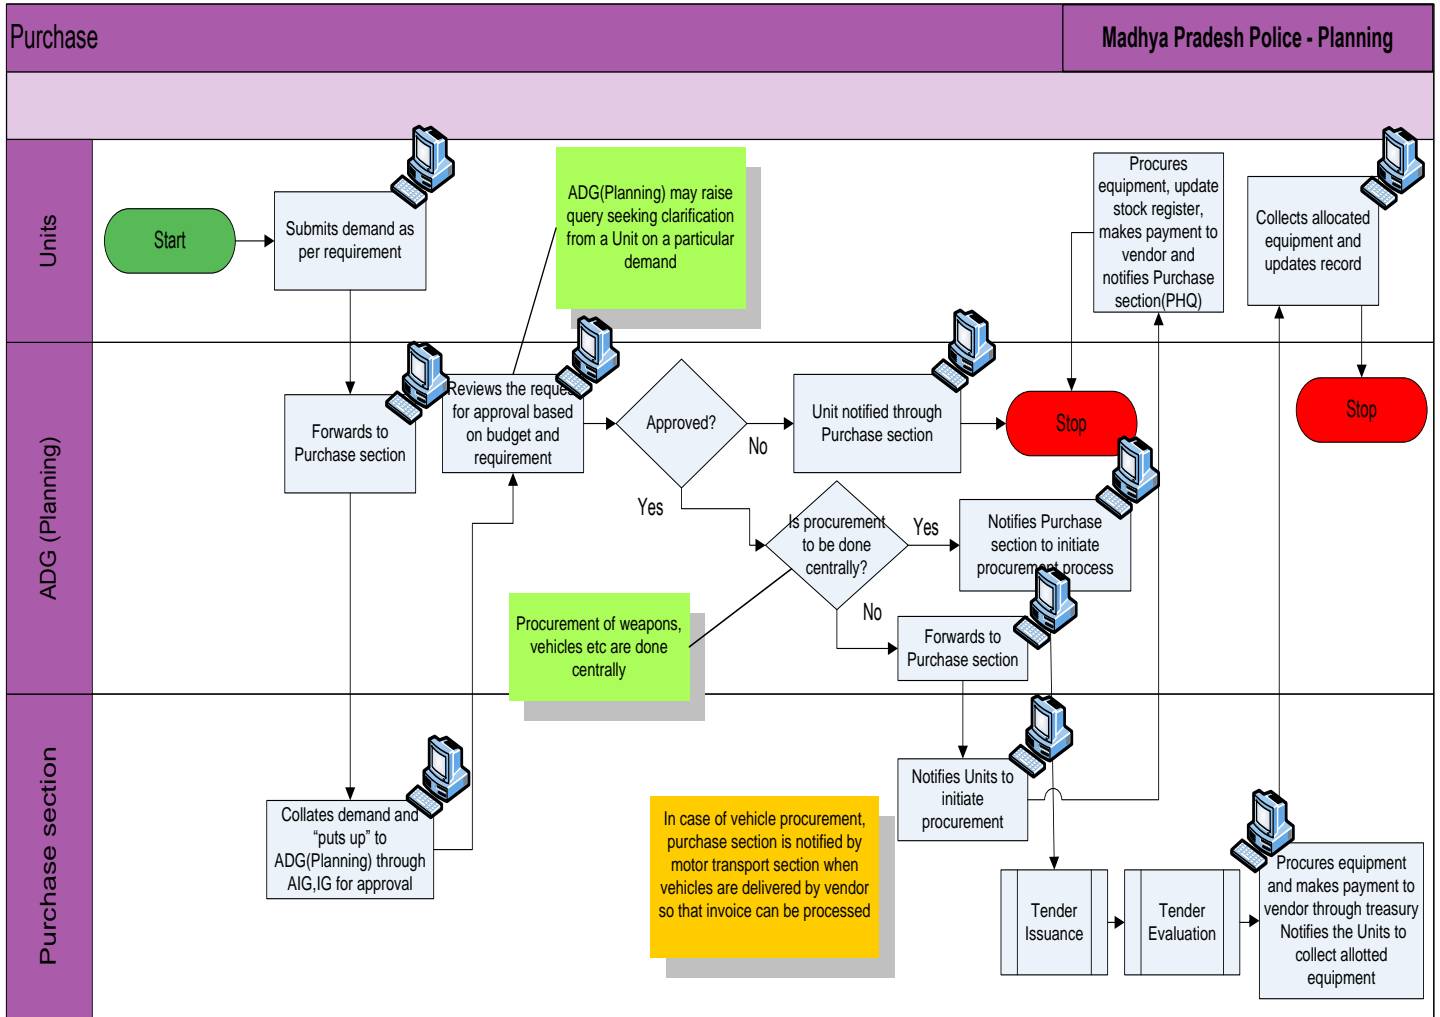 Purchase
Madhya Pradesh Police - Planning
Units
Start
Submits demand as
per requirement
ADG(Planning) may raise
query seeking clarification
from a Unit on a particular
demand
Procures
equipment, update
stock register,
makes payment to
vendor and
notifies Purchase
section(PHQ)
Collects allocated
equipment and
updates record
ADG (Planning)
Forwards to
Purchase section
Reviews the request
for approval based
on budget and
requirement
Approved?
No
Yes
Unit notified through
Purchase section
Stop
Stop
Is procurement
to be done
centrally?
Yes
No
Notifies Purchase
section to initiate
procurement process
Procurement of weapons,
vehicles etc are done
centrally
Forwards to
Purchase section
Purchase section
Collates demand and
“puts up” to
ADG(Planning) through
AIG,IG for approval
In case of vehicle procurement,
purchase section is notified by
motor transport section when
vehicles are delivered by vendor
so that invoice can be processed
Notifies Units to
initiate
procurement
Tender
Issuance
Tender
Evaluation
Procures equipment
and makes payment to
vendor through treasury
Notifies the Units to
collect allotted
equipment